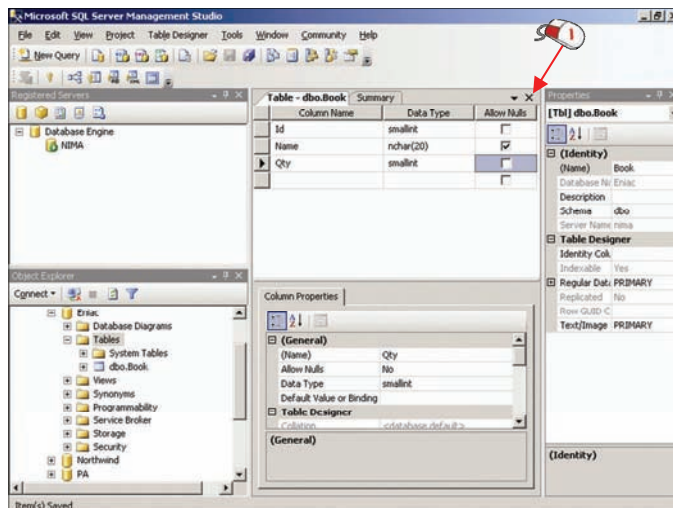 Microsoft SQL Server Management Studio
File Edit View Project Table Designer Tools Window Community Help
New Query
Registered Servers
Database Engine
NIMA
Object Explorer
Connect
Eniac
Database Diagrams
Tables
System Tables
dbo.Book
Views
Synonyms
Programmability
Service Broker
Storage
Security
Northwind
PA
Table - dbo.Book Summary
Column Name Data Type Allow Nulls
Id smallint
Name nchar(20)
Qty smallint
Column Properties
(General)
(Name) Qty
Allow Nulls No
Data Type smallint
Default Value or Binding
Table Designer
Collation <database default>
(General)
1
Properties
[Tbl] dbo.Book
(Identity)
(Name) Book
Database Na Eniac
Description
Schema dbo
Server Name nima
Table Designer
Identity Colu
Indexable Yes
Regular Data PRIMARY
Replicated No
Row GUID C
Text/Image PRIMARY
(Identity)
Item(s) Saved